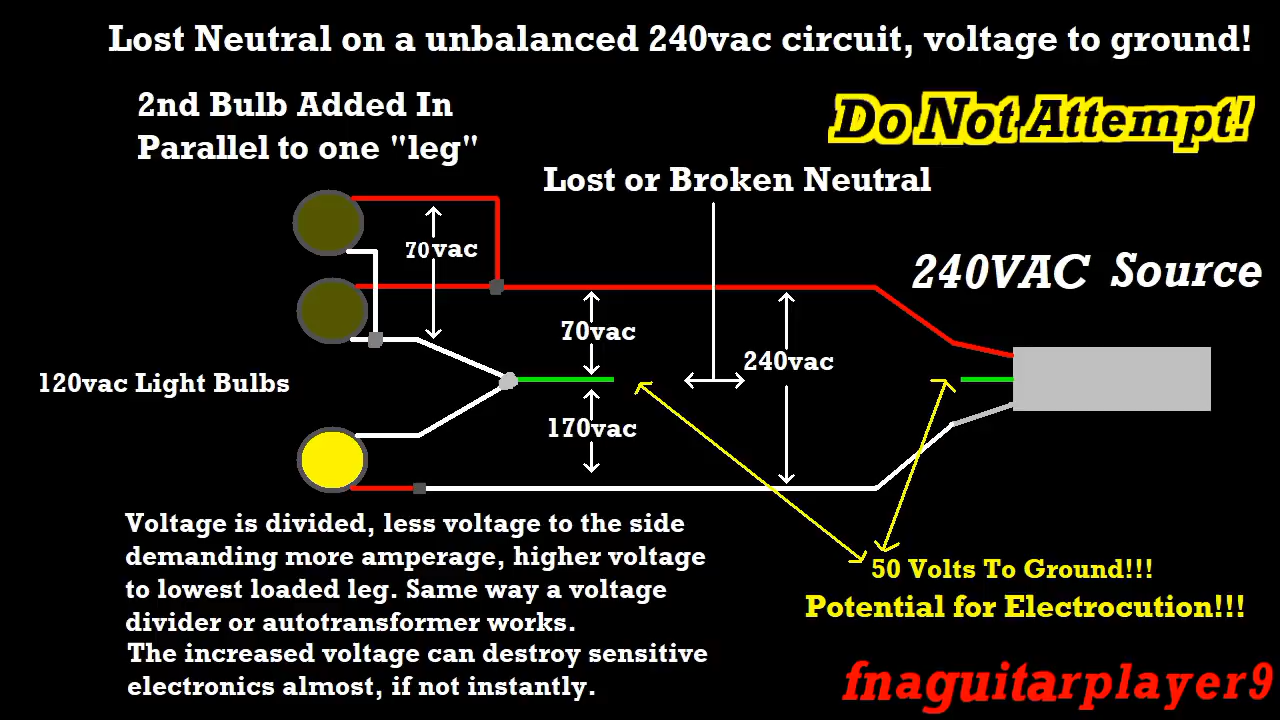 Lost Neutral on a unbalanced 240vac circuit, voltage to ground!
2nd Bulb Added In
Parallel to one "leg"
Do Not Attempt!
Lost or Broken Neutral
70vac
240VAC Source
70vac
240vac
120vac Light Bulbs
170vac
Voltage is divided, less voltage to the side
demanding more amperage, higher voltage
to lowest loaded leg. Same way a voltage
divider or autotransformer works.
The increased voltage can destroy sensitive
electronics almost, if not instantly.
50 Volts To Ground!!!
Potential for Electrocution!!!
fnaguitarplayer9